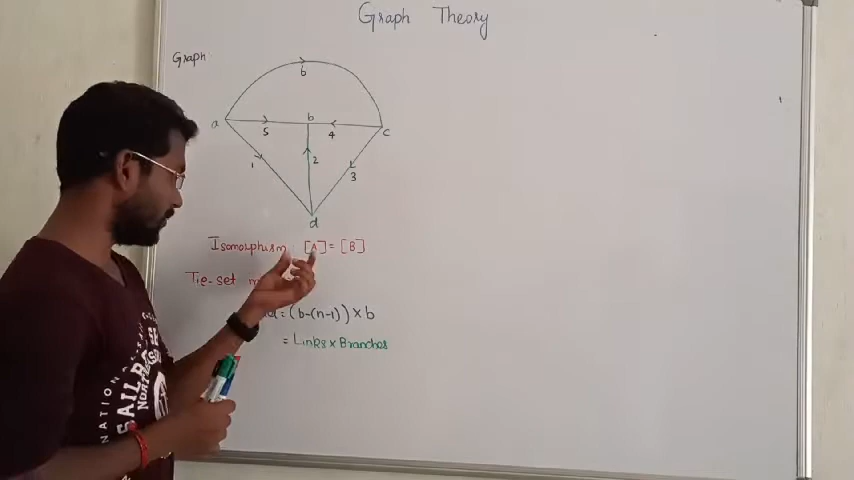 Graph Theory
Graph
6
a
5
b
4
c
1
2
3
d
Isomorphism [A] = [B]
Tie-set
= (b-(n-1)) × b
= Links × Branches